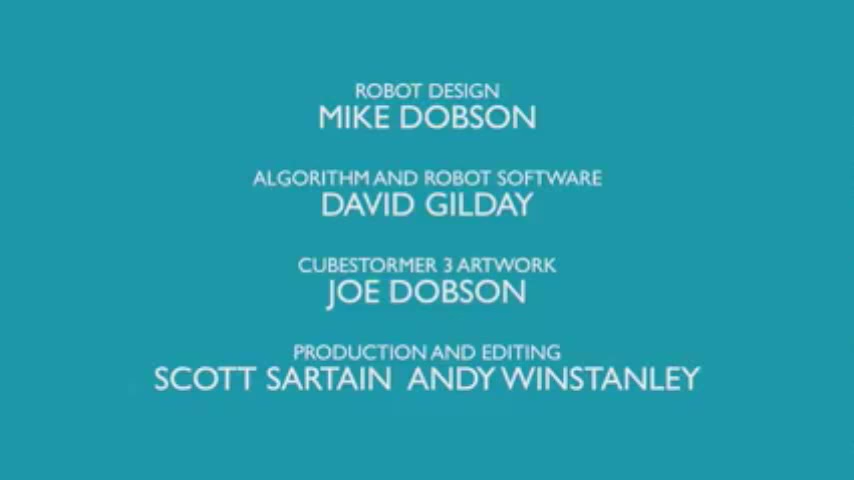 ROBOT DESIGN
MIKE DOBSON
ALGORITHM AND ROBOT SOFTWARE
DAVID GILDAY
CUBESTORMER 3 ARTWORK
JOE DOBSON
PRODUCTION AND EDITING
SCOTT SARTAIN ANDY WINSTANLEY